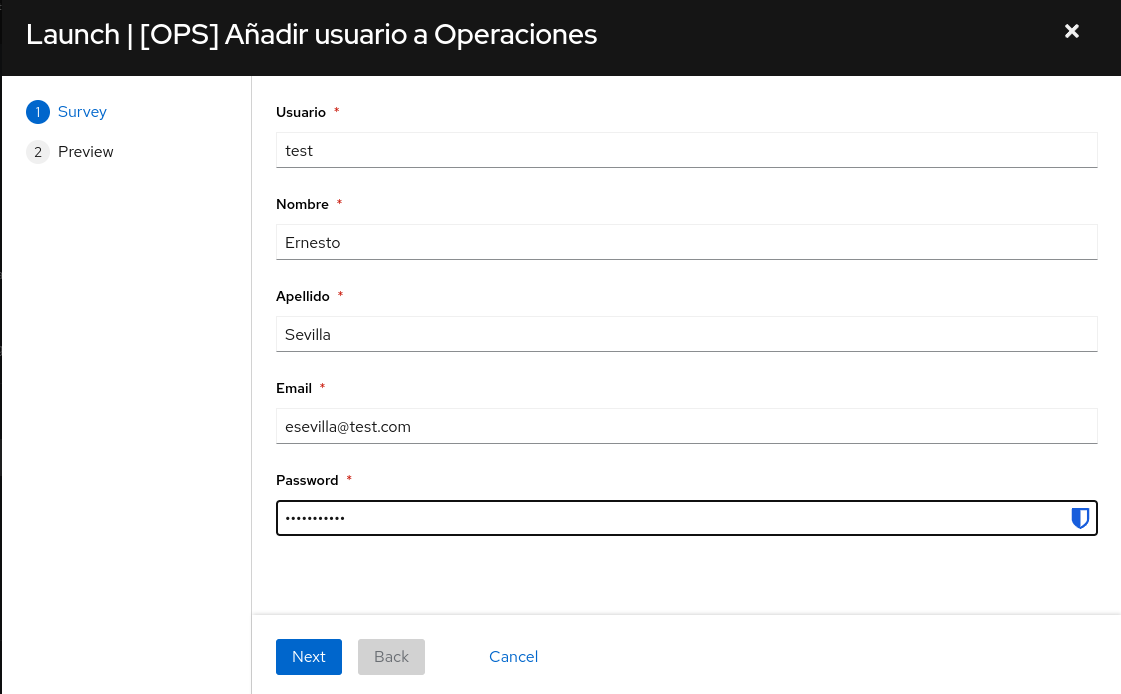 Launch | [OPS] Añadir usuario a Operaciones
1 Survey
2 Preview
Usuario *
test
Nombre *
Ernesto
Apellido *
Sevilla
Email *
esevilla@test.com
Password *
•••••••••••
Next Back Cancel